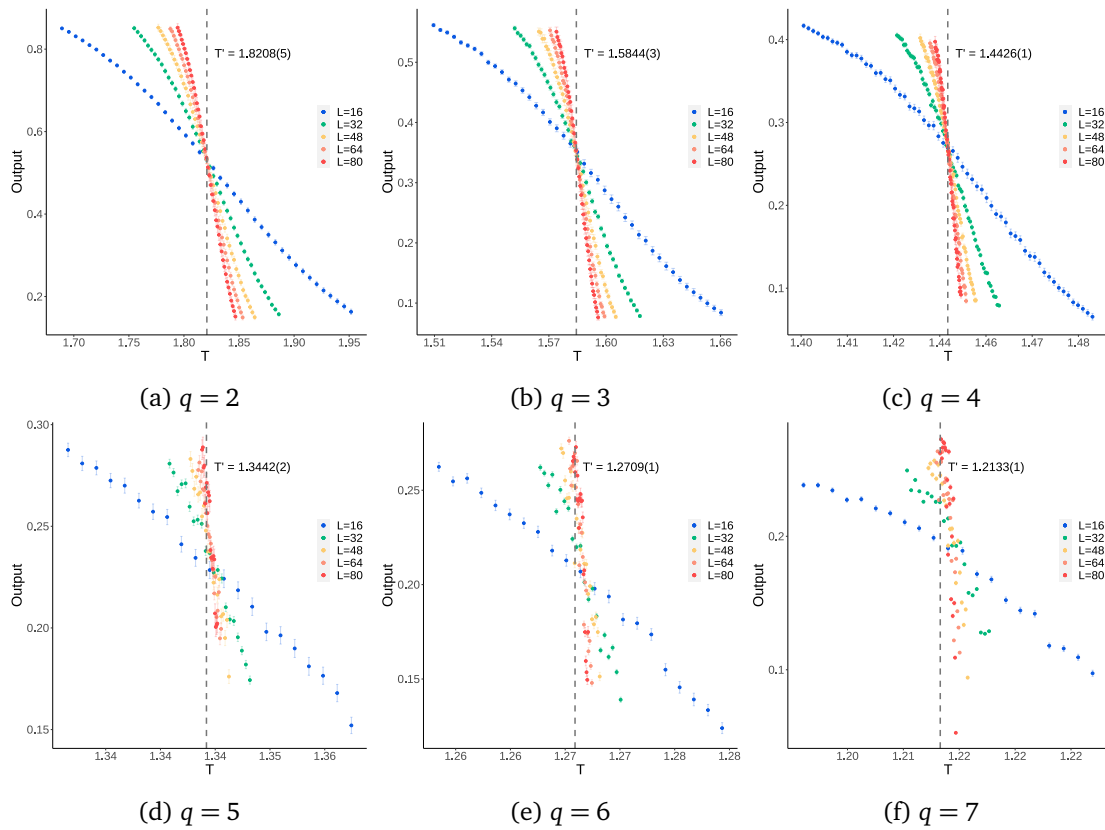 0.8
0.6
0.4
0.2
Output
T' = 1.8208(5)
L=16
L=32
L=48
L=64
L=80
1.70 1.75 1.80 1.85 1.90 1.95
T
(a) q = 2
0.5
0.4
0.3
0.2
0.1
Output
T' = 1.5844(3)
L=16
L=32
L=48
L=64
L=80
1.51 1.54 1.57 1.60 1.63 1.66
T
(b) q = 3
0.4
0.3
0.2
0.1
Output
T' = 1.4426(1)
L=16
L=32
L=48
L=64
L=80
1.40 1.41 1.42 1.44 1.46 1.47 1.48
T
(c) q = 4
0.30
0.25
0.20
0.15
Output
T' = 1.3442(2)
L=16
L=32
L=48
L=64
L=80
1.34 1.34 1.34 1.35 1.36
T
(d) q = 5
0.25
0.20
0.15
Output
T' = 1.2709(1)
L=16
L=32
L=48
L=64
L=80
1.26 1.26 1.27 1.27 1.28 1.28
T
(e) q = 6
0.2
0.1
Output
T' = 1.2133(1)
L=16
L=32
L=48
L=64
L=80
1.20 1.21 1.22 1.22 1.22
T
(f) q = 7